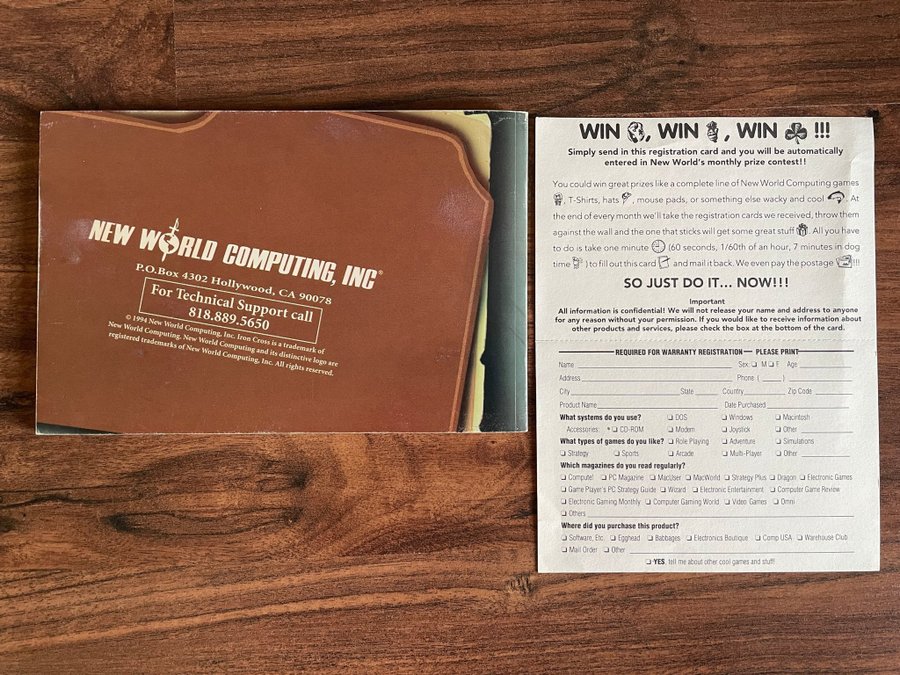 NEW WORLD COMPUTING, INC®
P.O.Box 4302 Hollywood, CA 90078
For Technical Support call
818.889.5650
© 1994 New World Computing, Inc. Iron Cross is a trademark of
New World Computing. New World Computing and its distinctive logo are
registered trademarks of New World Computing, Inc. All rights reserved.
WIN, WIN, WIN !!!
Simply send in this registration card and you will be automatically
entered in New World's monthly prize contest!!
You could win great prizes like a complete line of New World Computing games
, T-Shirts, hats, mouse pads, or something else wacky and cool. At
the end of every month we'll take the registration cards we received, throw them
against the wall and the one that sticks will get some great stuff. All you have
to do is take one minute (60 seconds, 1/60th of an hour, 7 minutes in dog
time) to fill out this card and mail it back. We even pay the postage!!!
SO JUST DO IT... NOW!!!
Important
All information is confidential! We will not release your name and address to anyone
for any reason without your permission. If you would like to receive information about
other products and services, please check the box at the bottom of the card.
REQUIRED FOR WARRANTY REGISTRATION — PLEASE PRINT
Name Sex: ❏ M ❏ F Age
Address Phone ( )
City State Country Zip Code
Product Name Date Purchased
What systems do you use? ❏ DOS ❏ Windows ❏ Macintosh
Accessories: * ❏ CD-ROM ❏ Modem ❏ Joystick ❏ Other
What types of games do you like? ❏ Role Playing ❏ Adventure ❏ Simulations
❏ Strategy ❏ Sports ❏ Arcade ❏ Multi-Player ❏ Other
Which magazines do you read regularly?
❏ Compute! ❏ PC Magazine ❏ MacUser ❏ MacWorld ❏ Strategy Plus ❏ Dragon ❏ Electronic Games
❏ Game Player's PC Strategy Guide ❏ Wizard ❏ Electronic Entertainment ❏ Computer Game Review
❏ Electronic Gaming Monthly ❏ Computer Gaming World ❏ Video Games ❏ Omni
❏ Others
Where did you purchase this product?
❏ Software, Etc. ❏ Egghead ❏ Babbages ❏ Electronics Boutique ❏ Comp USA ❏ Warehouse Club
❏ Mail Order ❏ Other
❏ YES, tell me about other cool games and stuff!